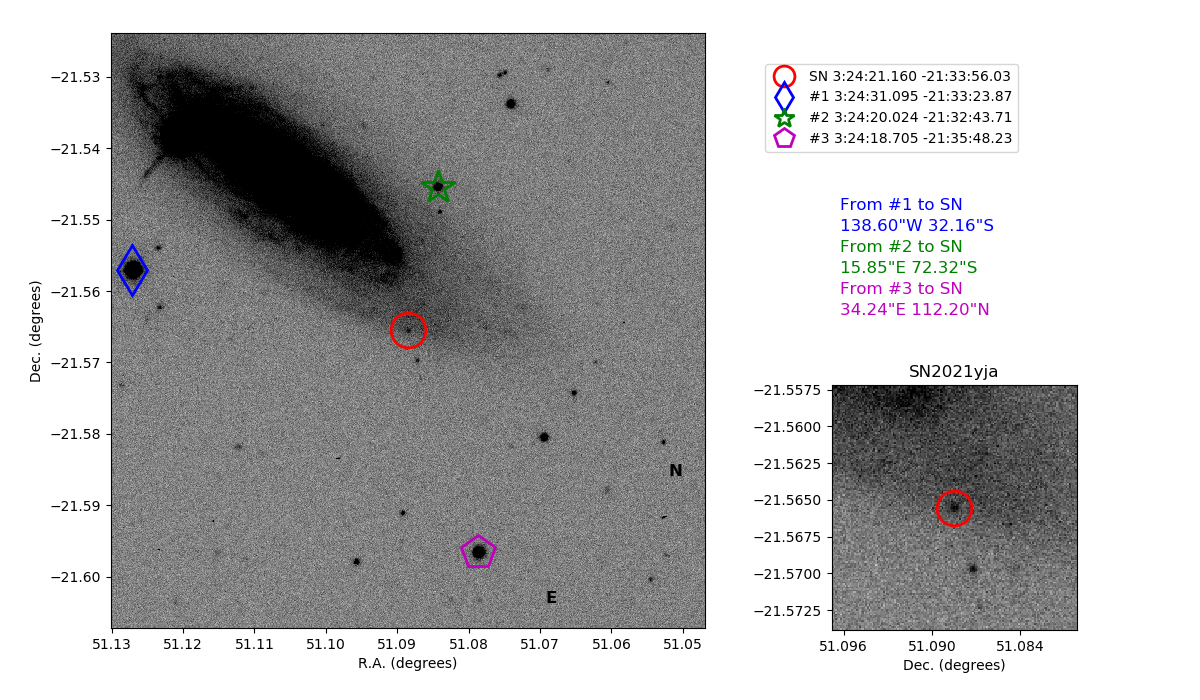 −21.53
−21.54
−21.55
−21.56
−21.57
−21.58
−21.59
−21.60
Dec. (degrees)
51.13 51.12 51.11 51.10 51.09 51.08 51.07 51.06 51.05
R.A. (degrees)
N
E
SN 3:24:21.160 -21:33:56.03
#1 3:24:31.095 -21:33:23.87
#2 3:24:20.024 -21:32:43.71
#3 3:24:18.705 -21:35:48.23
From #1 to SN
138.60"W 32.16"S
From #2 to SN
15.85"E 72.32"S
From #3 to SN
34.24"E 112.20"N
SN2021yja
−21.5575
−21.5600
−21.5625
−21.5650
−21.5675
−21.5700
−21.5725
51.096 51.090 51.084
Dec. (degrees)